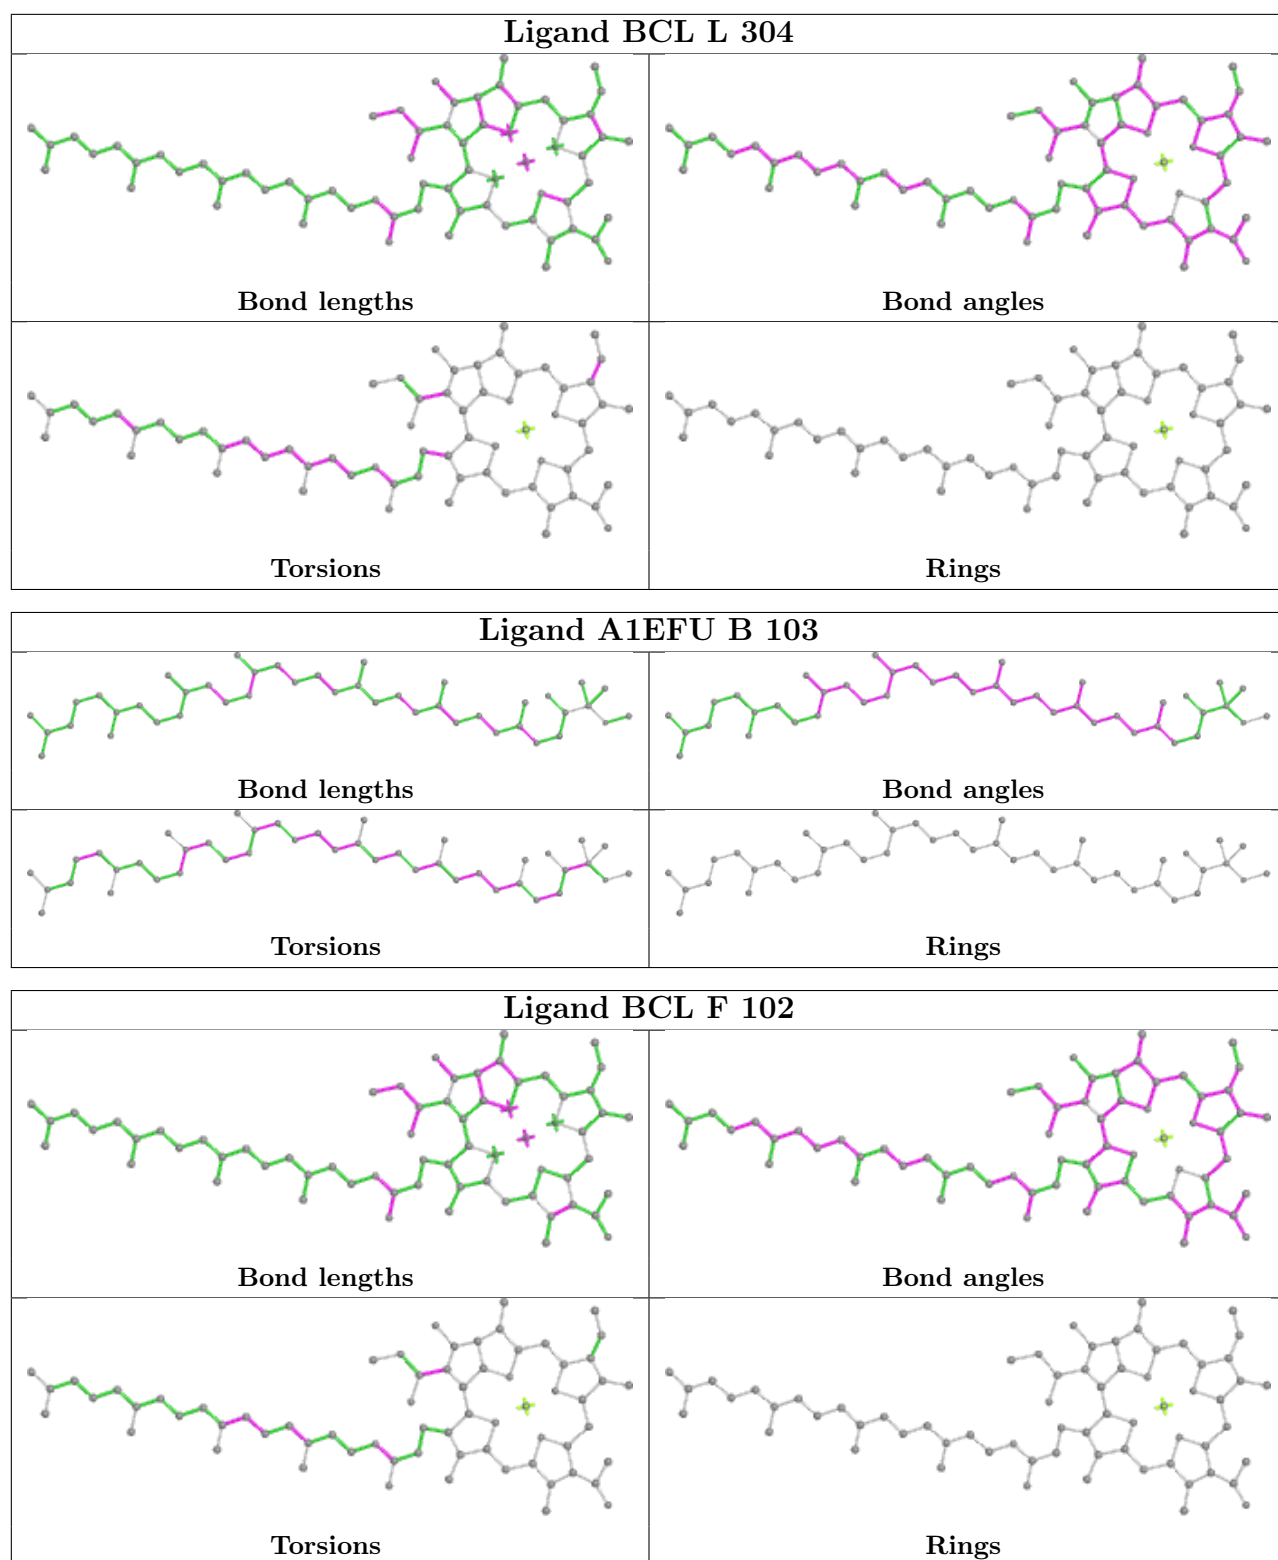 Ligand BCL L 304
Bond lengths
Bond angles
Torsions
Rings
Ligand A1EFU B 103
Bond lengths
Bond angles
Torsions
Rings
Ligand BCL F 102
Bond lengths
Bond angles
Torsions
Rings